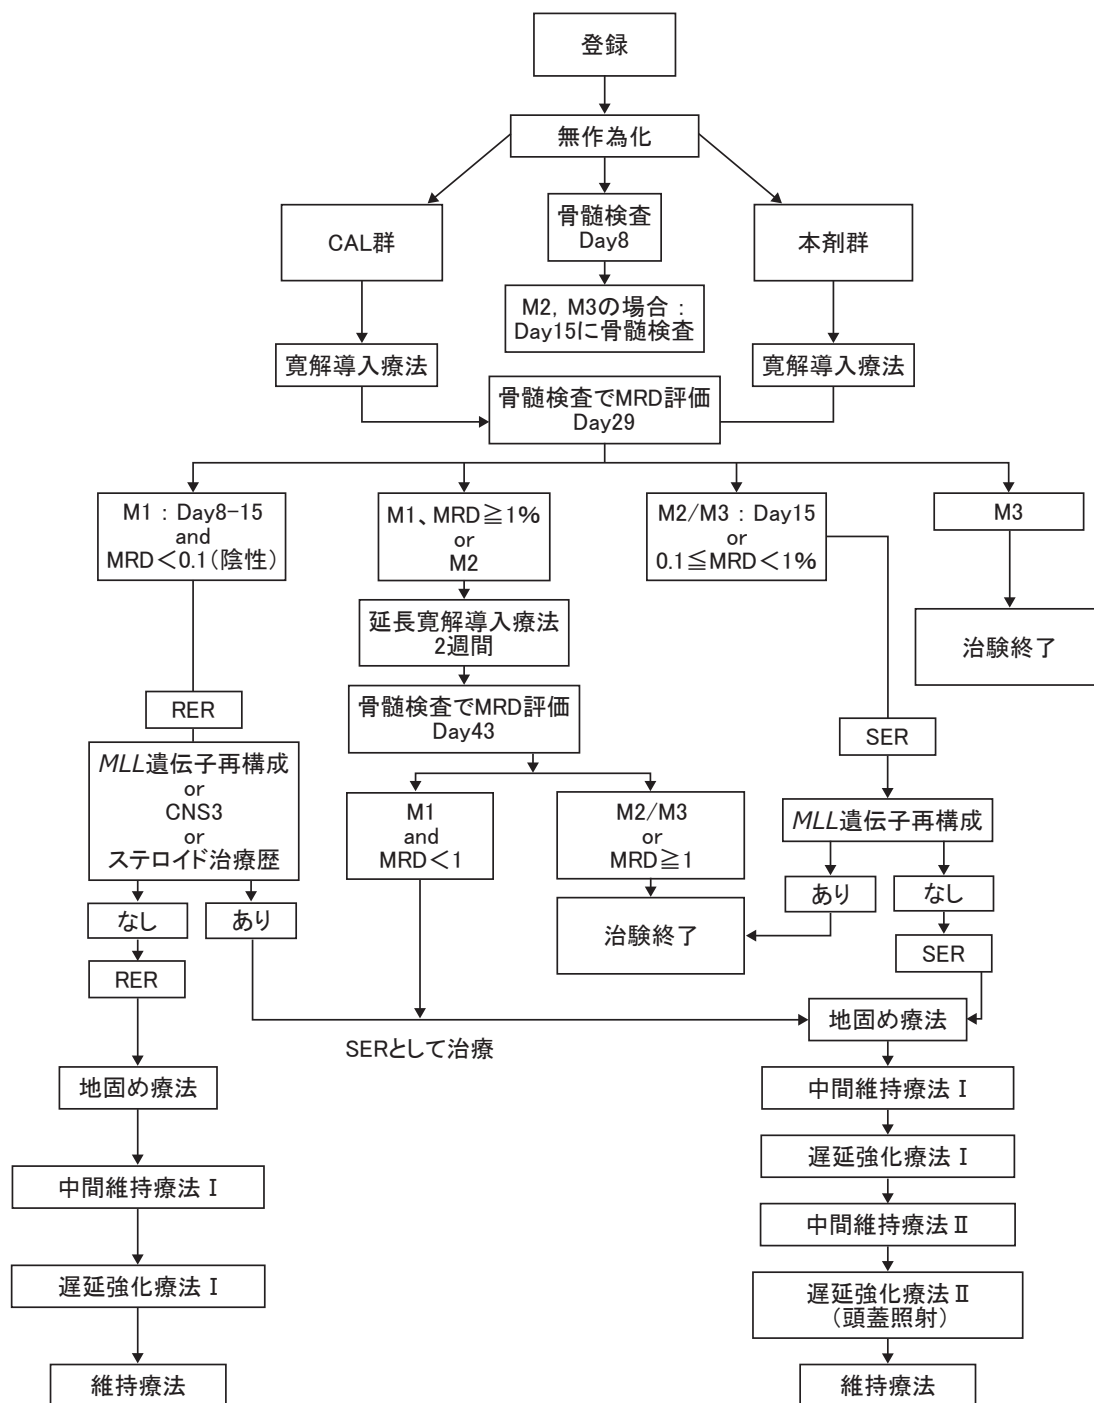 登録
無作為化
CAL群
骨髄検査
Day8
本剤群
M2, M3の場合：
Day15に骨髄検査
寛解導入療法
寛解導入療法
骨髄検査でMRD評価
Day29
M1：Day8-15
and
MRD＜0.1（陰性）
M1、MRD≧1%
or
M2
M2/M3：Day15
or
0.1≦MRD＜1%
M3
延長寛解導入療法
2週間
治験終了
RER
骨髄検査でMRD評価
Day43
SER
MLL遺伝子再構成
or
CNS3
or
ステロイド治療歴
M1
and
MRD＜1
M2/M3
or
MRD≧1
MLL遺伝子再構成
なし
あり
治験終了
あり
なし
RER
SER
SERとして治療
地固め療法
地固め療法
中間維持療法Ⅰ
遅延強化療法Ⅰ
中間維持療法Ⅰ
中間維持療法Ⅱ
遅延強化療法Ⅰ
遅延強化療法Ⅱ
（頭蓋照射）
維持療法
維持療法